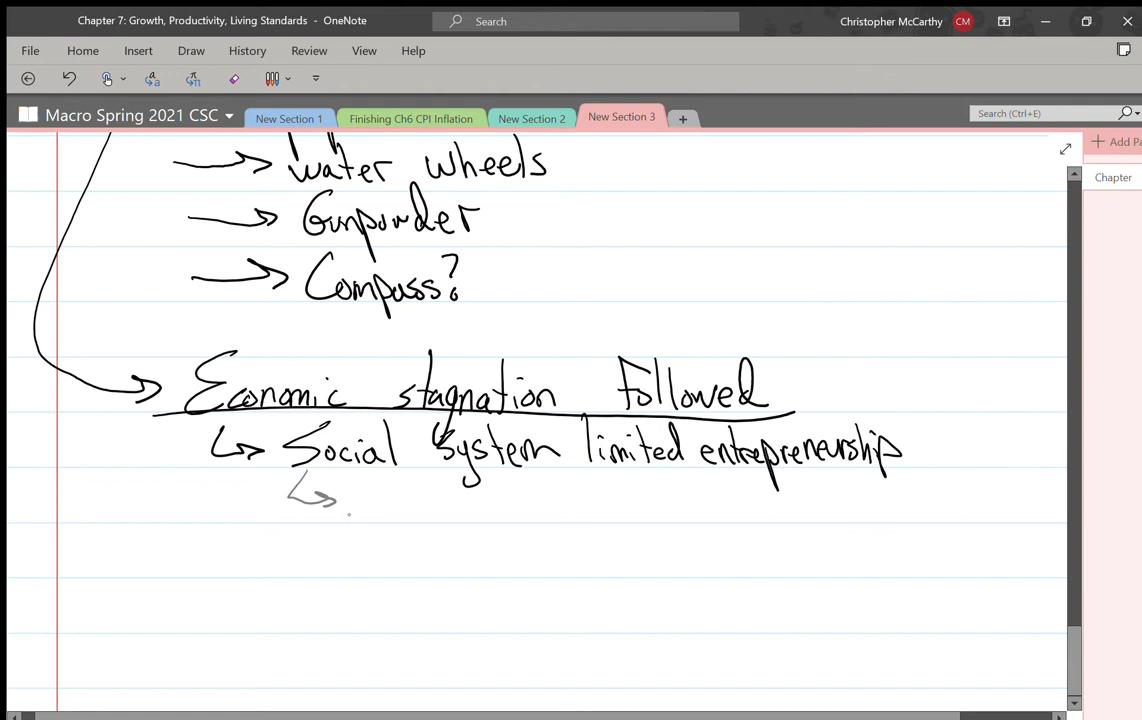 Chapter 7: Growth, Productivity, Living Standards - OneNote
Search
Christopher McCarthy
CM
File Home Insert Draw History Review View Help
Macro Spring 2021 CSC
New Section 1
Finishing Ch6 CPI Inflation
New Section 2
New Section 3
Search (Ctrl+E)
Add Pa
Chapter
→ water wheels
→ Gunpowder
→ Compass?
→ Economic stagnation Followed
↳ Social System limited entrepreneurship
↳